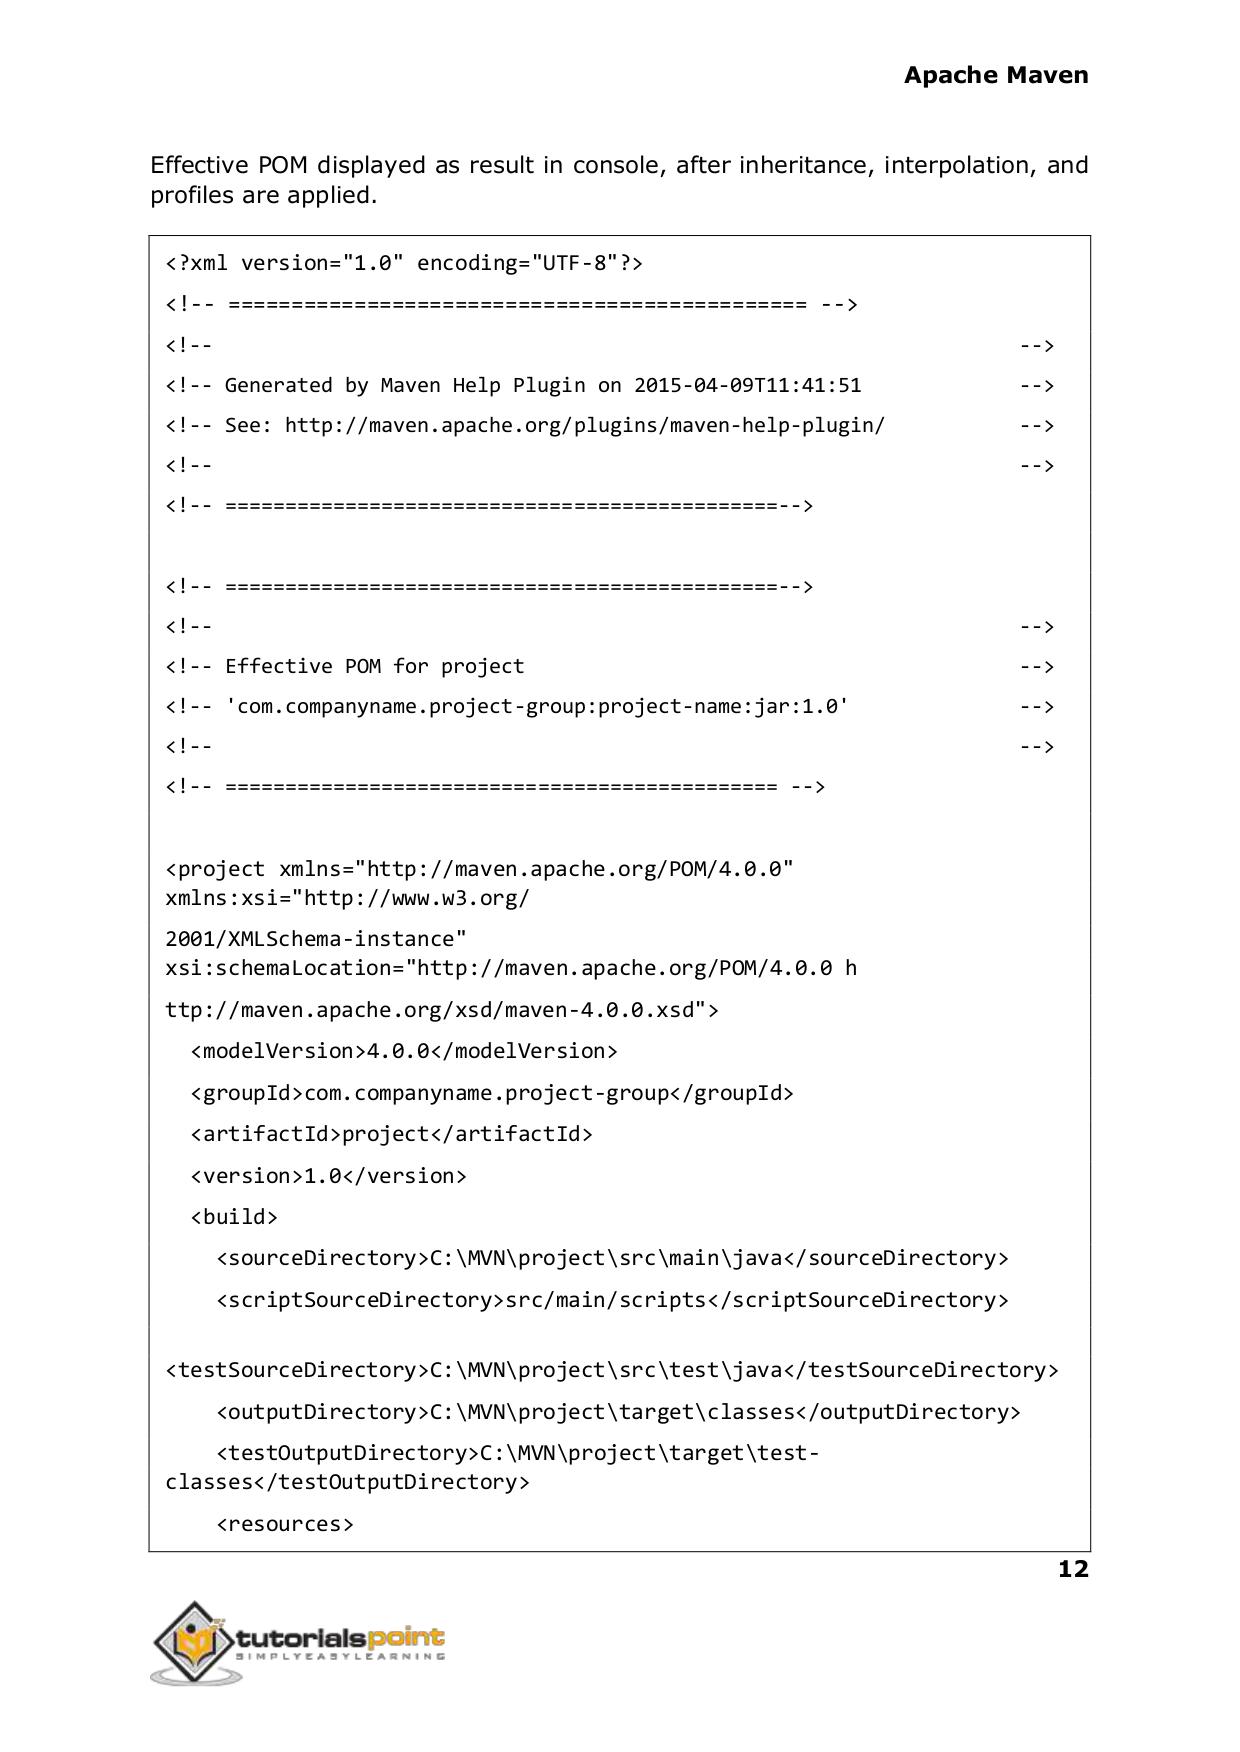 Apache Maven
Effective POM displayed as result in console, after inheritance, interpolation, and
profiles are applied.
<?xml version="1.0" encoding="UTF-8"?>
<!-- ============================================== -->
<!-- -->
<!-- Generated by Maven Help Plugin on 2015-04-09T11:41:51 -->
<!-- See: http://maven.apache.org/plugins/maven-help-plugin/ -->
<!-- -->
<!-- ==============================================-->
<!-- ==============================================-->
<!-- -->
<!-- Effective POM for project -->
<!-- 'com.companyname.project-group:project-name:jar:1.0' -->
<!-- -->
<!-- ============================================== -->
<project xmlns="http://maven.apache.org/POM/4.0.0"
xmlns:xsi="http://www.w3.org/
2001/XMLSchema-instance"
xsi:schemaLocation="http://maven.apache.org/POM/4.0.0 h
ttp://maven.apache.org/xsd/maven-4.0.0.xsd">
<modelVersion>4.0.0</modelVersion>
<groupId>com.companyname.project-group</groupId>
<artifactId>project</artifactId>
<version>1.0</version>
<build>
<sourceDirectory>C:\MVN\project\src\main\java</sourceDirectory>
<scriptSourceDirectory>src/main/scripts</scriptSourceDirectory>
<testSourceDirectory>C:\MVN\project\src\test\java</testSourceDirectory>
<outputDirectory>C:\MVN\project\target\classes</outputDirectory>
<testOutputDirectory>C:\MVN\project\target\test-
classes</testOutputDirectory>
<resources>
12
tutorialspoint
SIMPLYEASYLEARNING